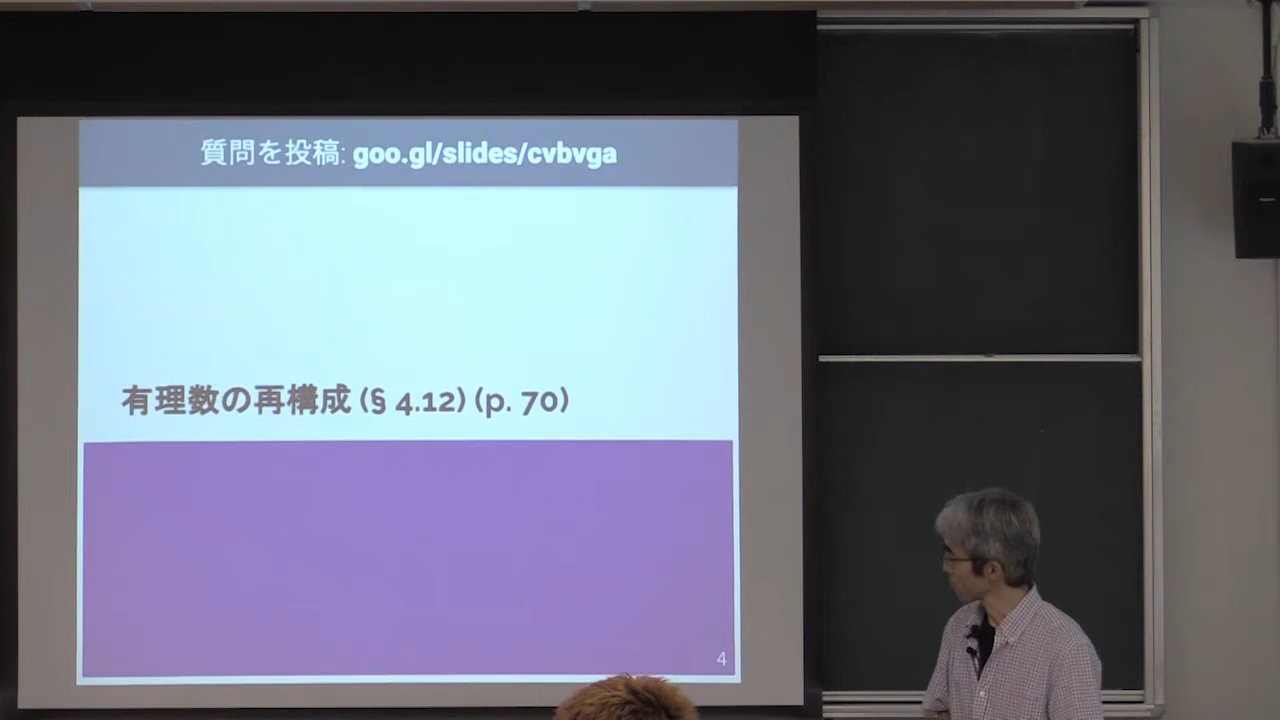 質問を投稿: goo.gl/slides/cvbvga
有理数の再構成 (§ 4.12) (p. 70)
4